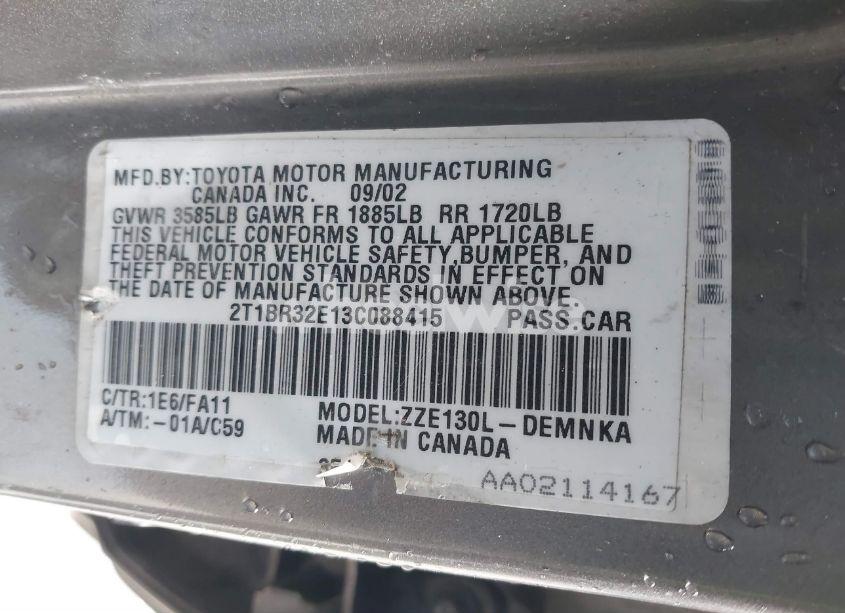 MFD.BY:TOYOTA MOTOR MANUFACTURING
CANADA INC. 09/02
GVWR 3585LB GAWR FR 1885LB RR 1720LB
THIS VEHICLE CONFORMS TO ALL APPLICABLE
FEDERAL MOTOR VEHICLE SAFETY,BUMPER, AND
THEFT PREVENTION STANDARDS IN EFFECT ON
THE DATE OF MANUFACTURE SHOWN ABOVE.
2T1BR32E13C088415 PASS.CAR
C/TR:1E6/FA11
A/TM:-01A/C59
MODEL:ZZE130L-DEMNKA
MADE IN CANADA
AA02114167